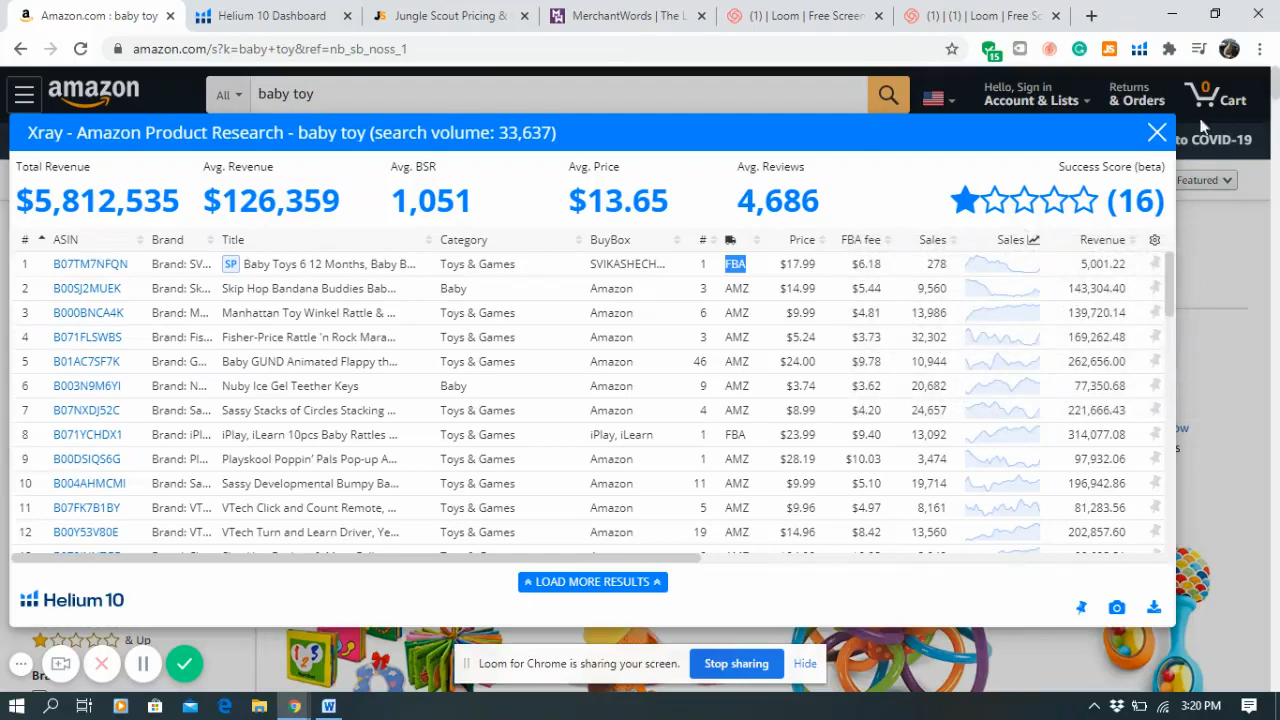 Amazon.com : baby toy
Helium 10 Dashboard
Jungle Scout Pricing &
MerchantWords | The L
(1) | Loom | Free Screen
(1) | (1) | Loom | Free Sc
amazon.com/s?k=baby+toy&ref=nb_sb_noss_1
15
amazon
All
baby toy
Hello, Sign in
Account & Lists
Returns
& Orders
0
Cart
to COVID-19
Xray - Amazon Product Research - baby toy (search volume: 33,637)
Featured
Total Revenue Avg. Revenue Avg. BSR Avg. Price Avg. Reviews Success Score (beta)
$5,812,535 $126,359 1,051 $13.65 4,686 (16)
# ASIN Brand Title Category BuyBox # Price FBA fee Sales Sales Revenue
1 B07TM7NFQN Brand: SV... SP Baby Toys 6 12 Months, Baby B... Toys & Games SVIKASHECH... 1 FBA $17.99 $6.18 278 5,001.22
2 B00SJ2MUEK Brand: Sk... Skip Hop Bandana Buddies Bab... Baby Amazon 3 AMZ $14.99 $5.44 9,560 143,304.40
3 B000BNCA4K Brand: M... Manhattan Toy Winkel Rattle & ... Toys & Games Amazon 6 AMZ $9.99 $4.81 13,986 139,720.14
4 B071FLSWBS Brand: Fis... Fisher-Price Rattle 'n Rock Mara... Toys & Games Amazon 3 AMZ $5.24 $3.73 32,302 169,262.48
5 B01AC7SF7K Brand: G... Baby GUND Animated Flappy th... Toys & Games Amazon 46 AMZ $24.00 $9.78 10,944 262,656.00
6 B003N9M6YI Brand: N... Nuby Ice Gel Teether Keys Baby Amazon 9 AMZ $3.74 $3.62 20,682 77,350.68
7 B07NXDJ52C Brand: Sa... Sassy Stacks of Circles Stacking ... Toys & Games Amazon 4 AMZ $8.99 $4.20 24,657 221,666.43
8 B071YCHDX1 Brand: iPl... iPlay, iLearn 10pcs Baby Rattles ... Toys & Games iPlay, iLearn 1 FBA $23.99 $9.40 13,092 314,077.08
9 B00DSIQS6G Brand: Pl... Playskool Poppin' Pals Pop-up A... Toys & Games Amazon 1 AMZ $28.19 $10.03 3,474 97,932.06
10 B004AHMCMI Brand: Sa... Sassy Developmental Bumpy Ba... Toys & Games Amazon 11 AMZ $9.99 $5.10 19,714 196,942.86
11 B07FK7B1BY Brand: VT... VTech Click and Count Remote, ... Toys & Games Amazon 5 AMZ $9.96 $4.97 8,161 81,283.56
12 B00Y53V80E Brand: VT... VTech Turn and Learn Driver, Ye... Toys & Games Amazon 19 AMZ $14.96 $8.42 13,560 202,857.60
LOAD MORE RESULTS
Helium 10
& Up
Loom for Chrome is sharing your screen.
Stop sharing
Hide
3:20 PM